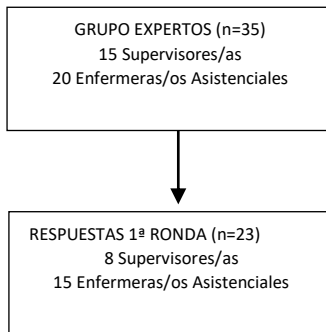 GRUPO EXPERTOS (n=35)
15 Supervisores/as
20 Enfermeras/os Asistenciales
RESPUESTAS 1ª RONDA (n=23)
8 Supervisores/as
15 Enfermeras/os Asistenciales